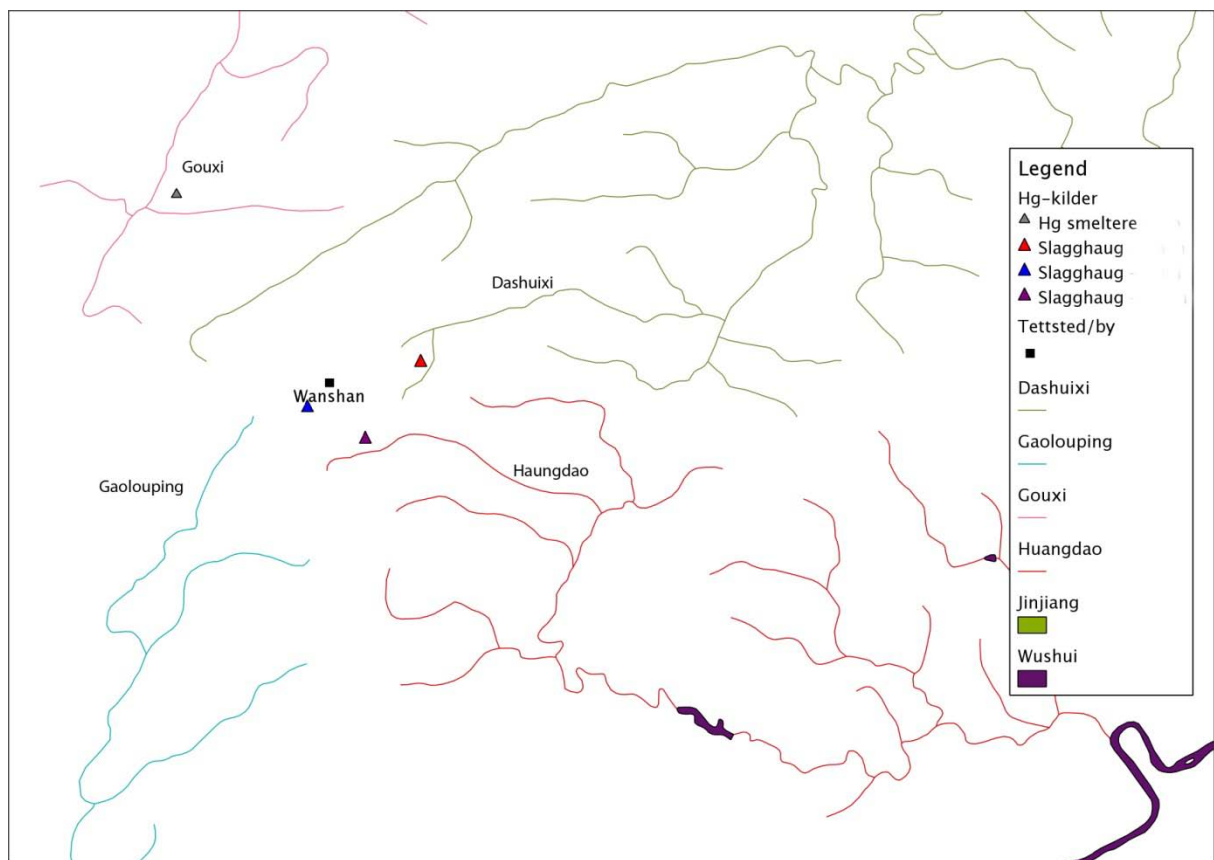 Gouxi
Dashuixi
Wanshan
Haungdao
Gaolouping
Legend
Hg-kilder
Hg smeltere
Slagghaug
Slagghaug -
Slagghaug -
Tettsted/by
Dashuixi
Gaolouping
Gouxi
Huangdao
Jinjiang
Wushui